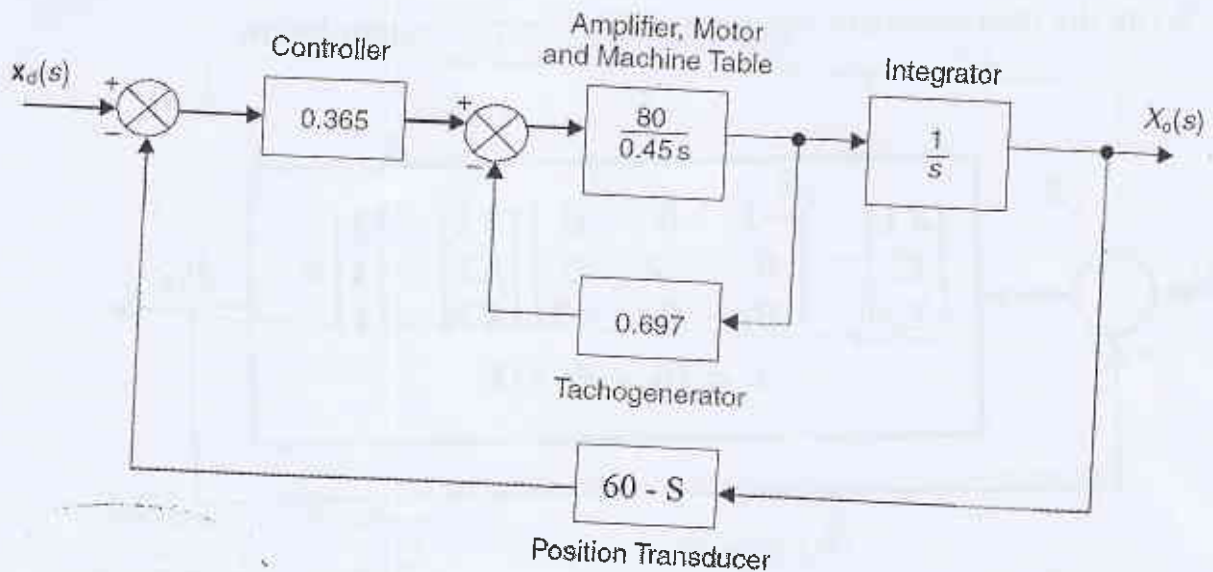 Amplifier, Motor
and Machine Table
Controller
Integrator
x_d(s)
+
−
0.365
+
−
80
0.45s
1
s
X_o(s)
0.697
Tachogenerator
60 - S
Position Transducer